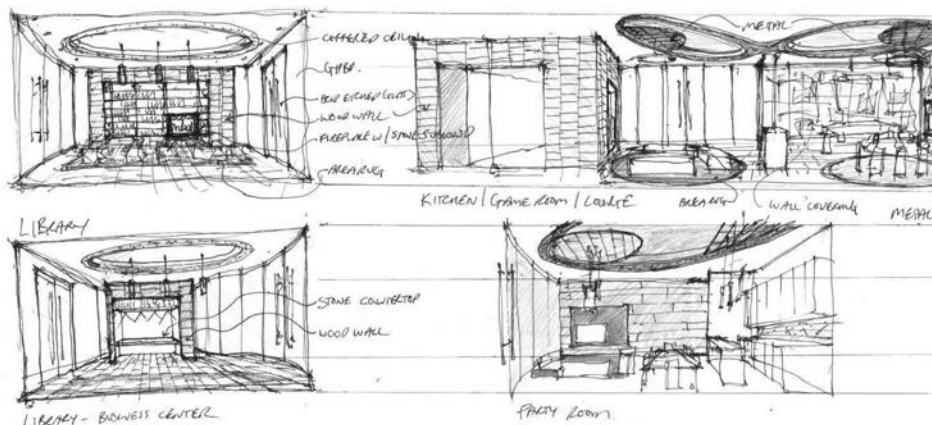 COFFERED CEILING
METAL
GYPB.
WOOD WALL
FIREPLACE W/ STONE SURROUND
AREA RUG
KITCHEN / GAME ROOM / LOUNGE
AREA RUG
WALL COVERING
METAL
LIBRARY
STONE COUNTERTOP
WOOD WALL
LIBRARY - BUSINESS CENTER
PARTY ROOM